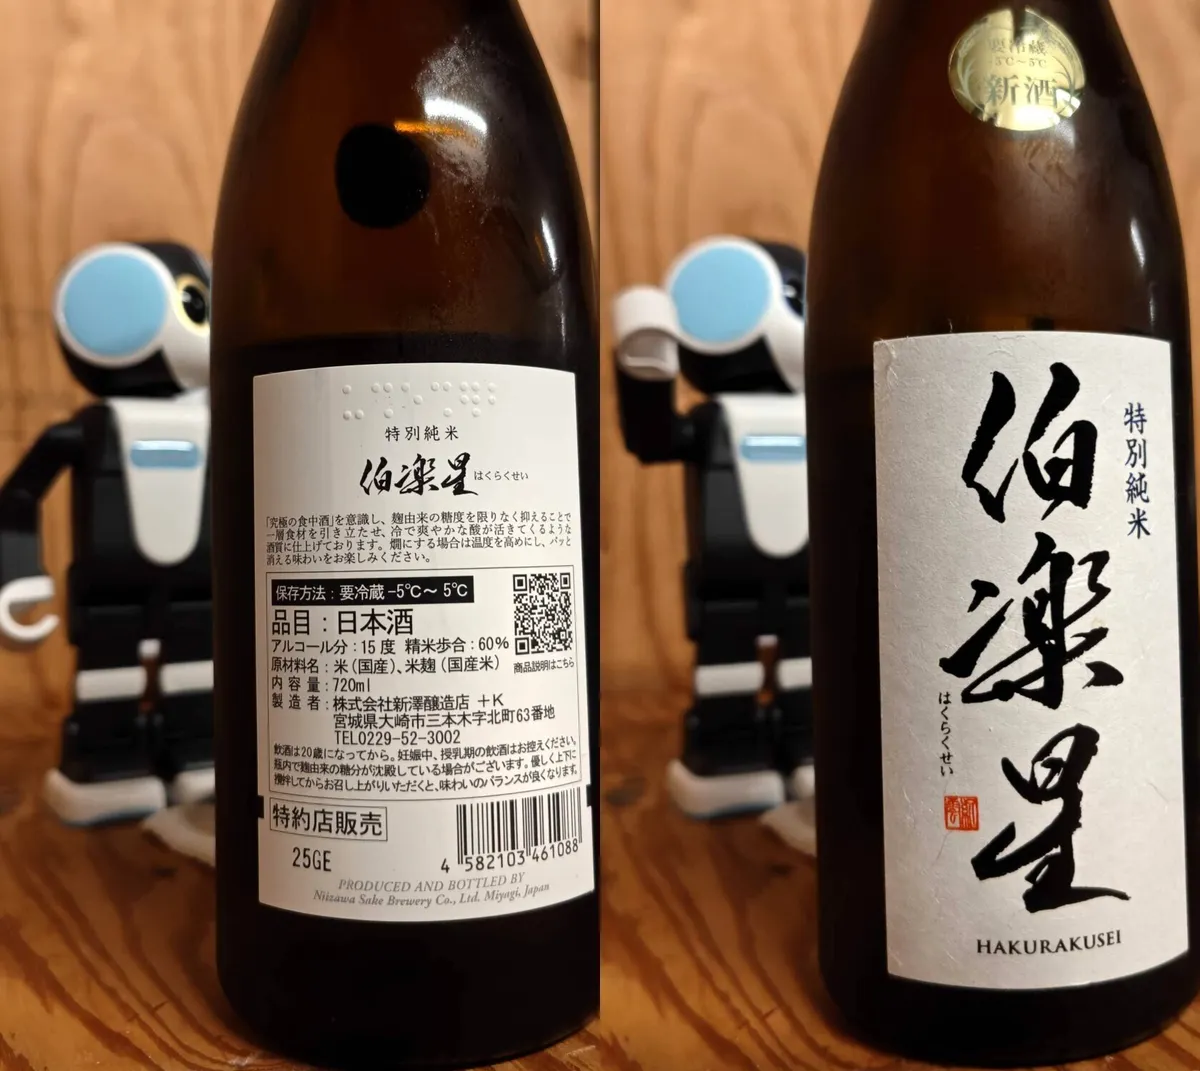 特別純米
伯楽星 はくらくせい
「究極の食中酒」を意識し、麹由来の糖度を限りなく抑えることで
一層食材を引き立たせ、冷で爽やかな酸が活きてくるような
酒質に仕上げております。燗にする場合は温度を高めにし、パッと
消える味わいをお楽しみください。
保存方法:要冷蔵 -5℃~ 5℃
品目:日本酒
アルコール分:15度 精米歩合:60%
原材料名:米(国産)、米麹(国産米)
商品説明はこちら
内容量:720ml
製造者:株式会社新澤醸造店 +K
宮城県大崎市三本木字北町63番地
TEL0229-52-3002
飲酒は20歳になってから。妊娠中、授乳期の飲酒はお控えください。
瓶内で麹由来の糖分が沈殿している場合がございます。優しく上下に
攪拌してからお召し上がりいただくと、味わいのバランスが良くなります。
特約店販売
25GE
4 582103 461088
PRODUCED AND BOTTLED BY
Niizawa Sake Brewery Co., Ltd. Miyagi, Japan
要冷蔵
-5℃~5℃
新酒
特別純米
伯楽星
はくらくせい
HAKURAKUSEI